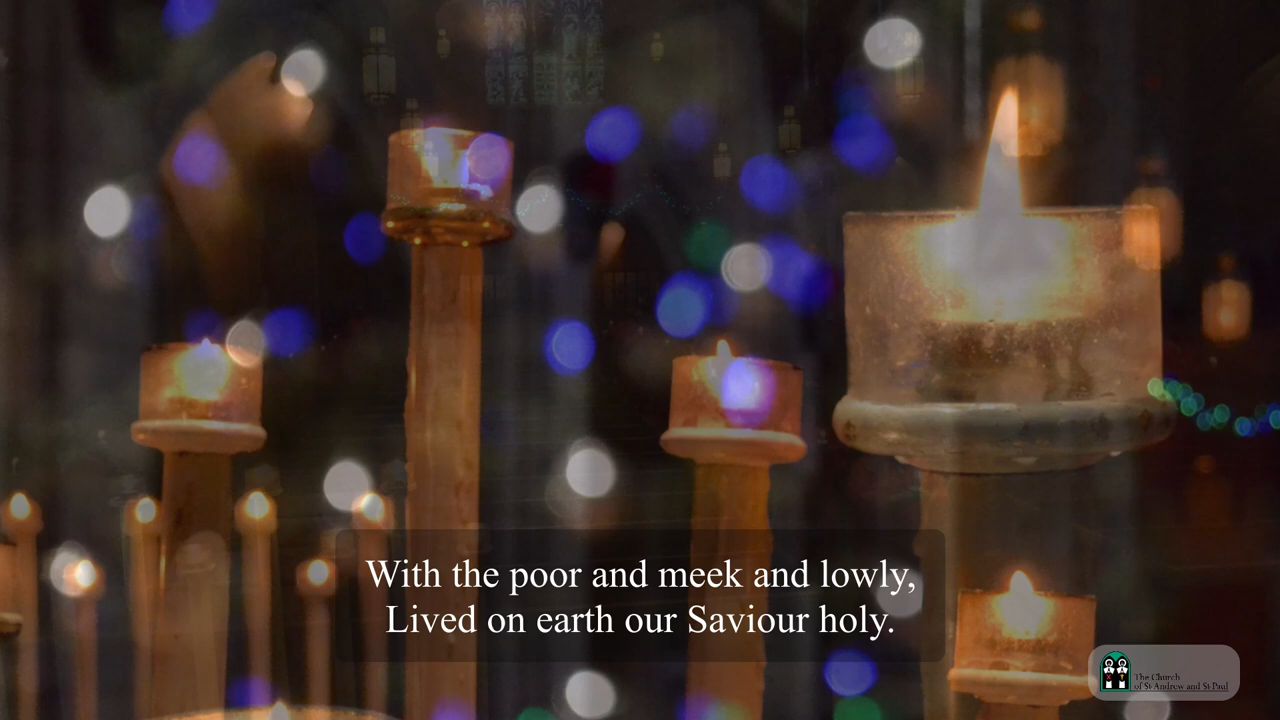 With the poor and meek and lowly,
Lived on earth our Saviour holy.
The Church
of St Andrew and St Paul